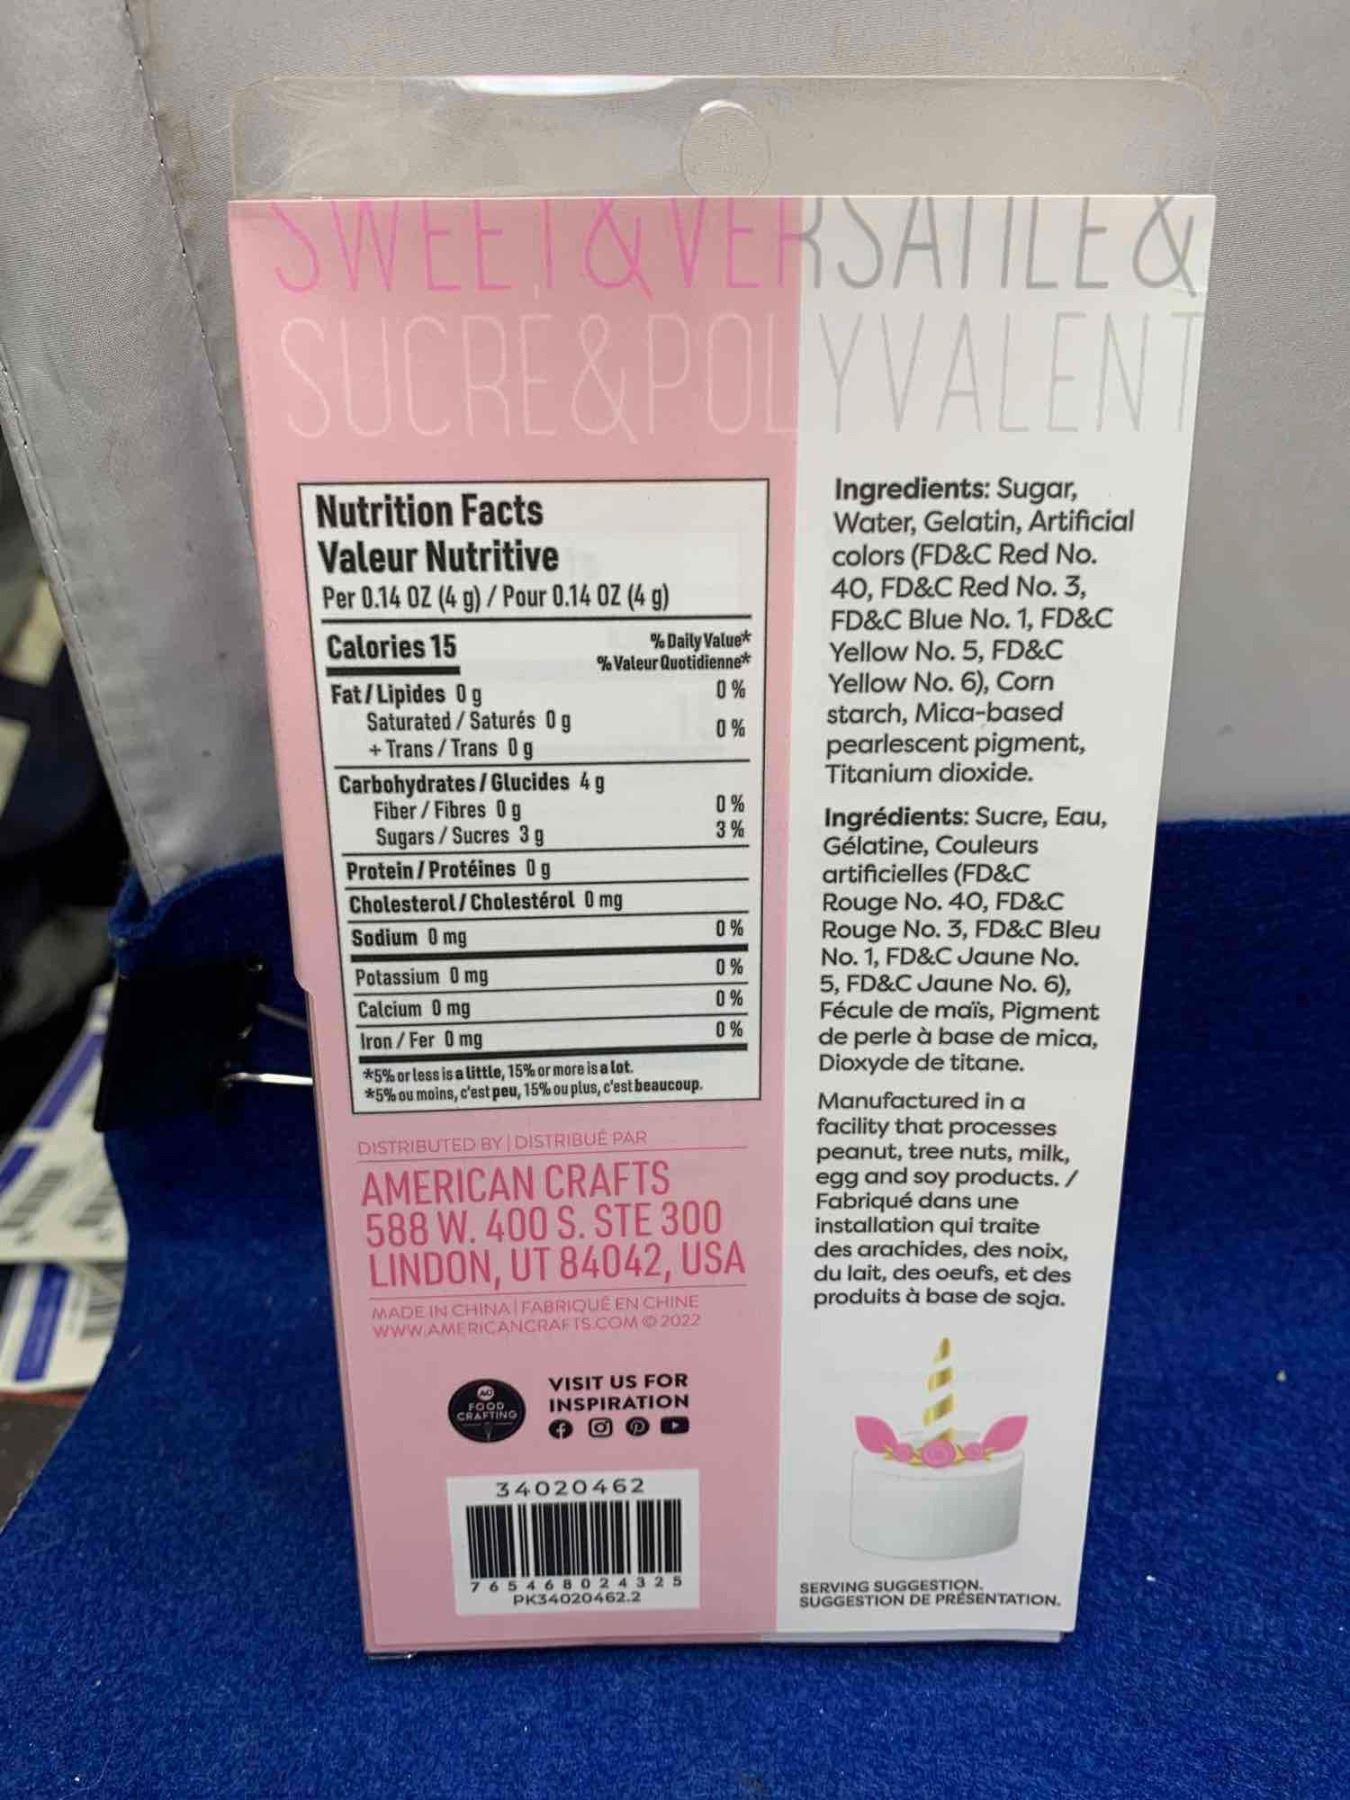 SWEET & VERSATILE &
SUCRÉ & POLYVALENT
Nutrition Facts
Valeur Nutritive
Per 0.14 OZ (4 g) / Pour 0.14 OZ (4 g)
Calories 15
% Daily Value*
% Valeur Quotidienne*
Fat / Lipides 0 g 0 %
Saturated / Saturés 0 g 0 %
+ Trans / Trans 0 g
Carbohydrates / Glucides 4 g
Fiber / Fibres 0 g 0 %
Sugars / Sucres 3 g 3 %
Protein / Protéines 0 g
Cholesterol / Cholestérol 0 mg
Sodium 0 mg 0 %
Potassium 0 mg 0 %
Calcium 0 mg 0 %
Iron / Fer 0 mg 0 %
*5% or less is a little, 15% or more is a lot.
*5% ou moins, c'est peu, 15% ou plus, c'est beaucoup.
DISTRIBUTED BY | DISTRIBUÉ PAR
AMERICAN CRAFTS
588 W. 400 S. STE 300
LINDON, UT 84042, USA
MADE IN CHINA | FABRIQUÉ EN CHINE
WWW.AMERICANCRAFTS.COM © 2022
AC
FOOD
CRAFTING
VISIT US FOR
INSPIRATION
34020462
765468024325
PK34020462.2
Ingredients: Sugar,
Water, Gelatin, Artificial
colors (FD&C Red No.
40, FD&C Red No. 3,
FD&C Blue No. 1, FD&C
Yellow No. 5, FD&C
Yellow No. 6), Corn
starch, Mica-based
pearlescent pigment,
Titanium dioxide.
Ingrédients: Sucre, Eau,
Gélatine, Couleurs
artificielles (FD&C
Rouge No. 40, FD&C
Rouge No. 3, FD&C Bleu
No. 1, FD&C Jaune No.
5, FD&C Jaune No. 6),
Fécule de maïs, Pigment
de perle à base de mica,
Dioxyde de titane.
Manufactured in a
facility that processes
peanut, tree nuts, milk,
egg and soy products. /
Fabriqué dans une
installation qui traite
des arachides, des noix,
du lait, des oeufs, et des
produits à base de soja.
SERVING SUGGESTION.
SUGGESTION DE PRÉSENTATION.